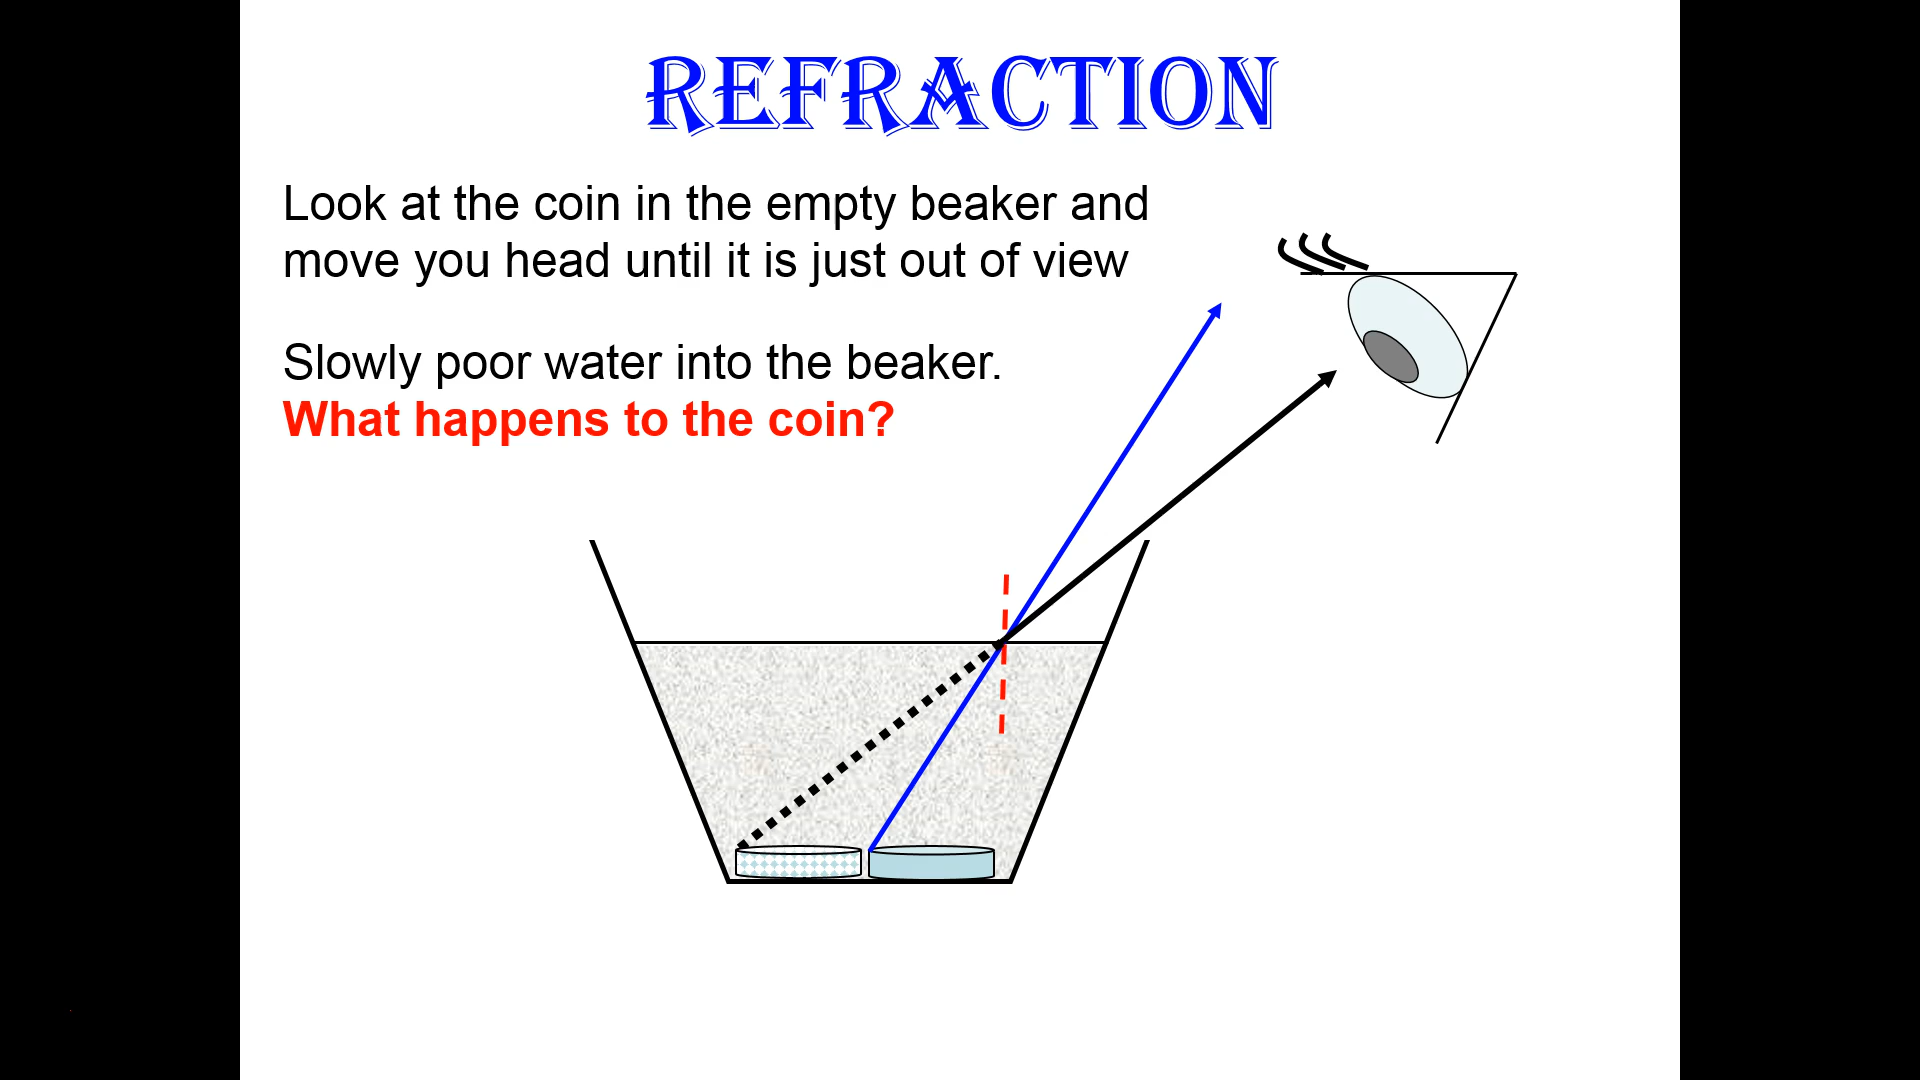 REFRACTION
Look at the coin in the empty beaker and
move you head until it is just out of view
Slowly poor water into the beaker.
What happens to the coin?